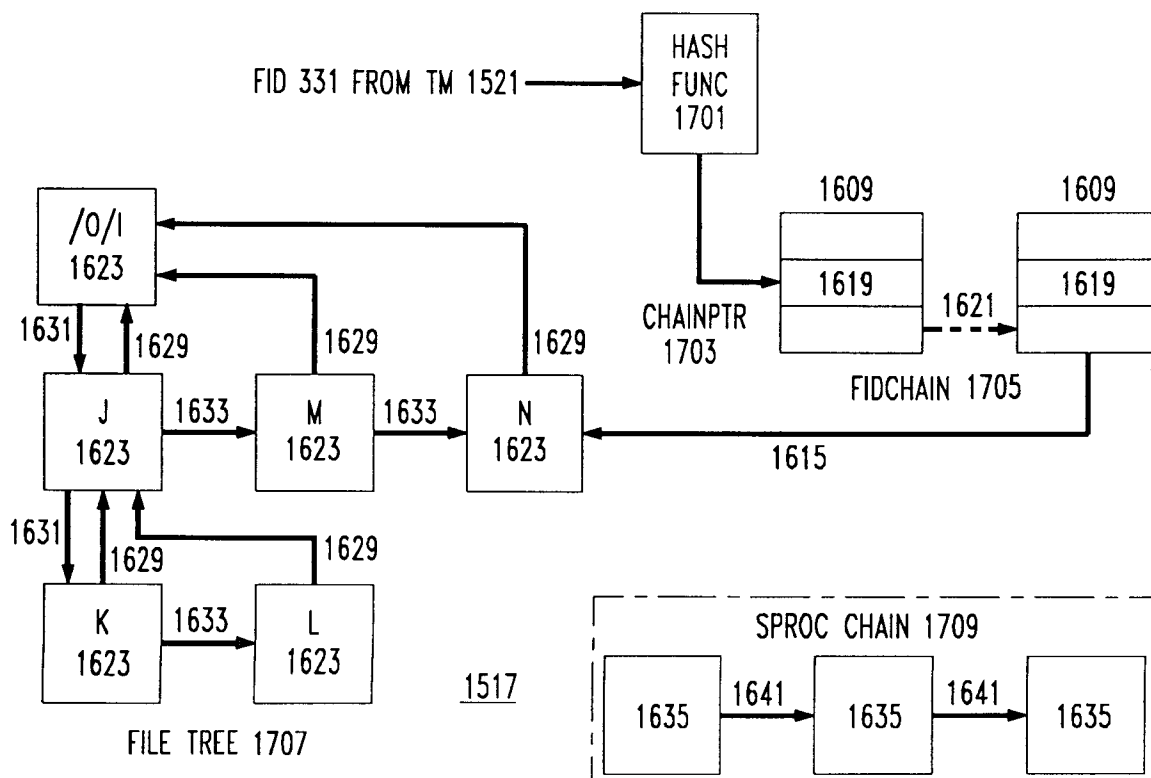 HASH
FUNC
1701
FID 331 FROM TM 1521
1609
1609
/O/I
1623
1619
1619
1621
CHAINPTR
1703
FIDCHAIN 1705
1631
1629
1629
1629
J
1623
1633
M
1623
1633
N
1623
1615
1631
1629
1629
K
1623
1633
L
1623
1517
FILE TREE 1707
SPROC CHAIN 1709
1635
1641
1635
1641
1635